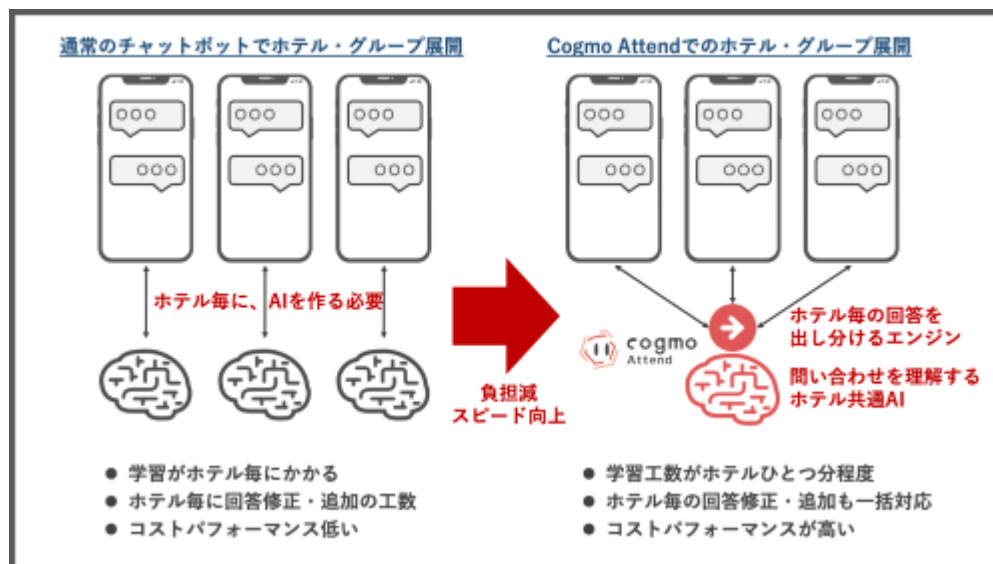 通常のチャットボットでホテル・グループ展開
ホテル毎に、AIを作る必要
● 学習がホテル毎にかかる
● ホテル毎に回答修正・追加の工数
● コストパフォーマンス低い
負担減
スピード向上
Cogmo Attendでのホテル・グループ展開
cogmo
Attend
ホテル毎の回答を
出し分けるエンジン
問い合わせを理解する
ホテル共通AI
● 学習工数がホテルひとつ分程度
● ホテル毎の回答修正・追加も一括対応
● コストパフォーマンスが高い